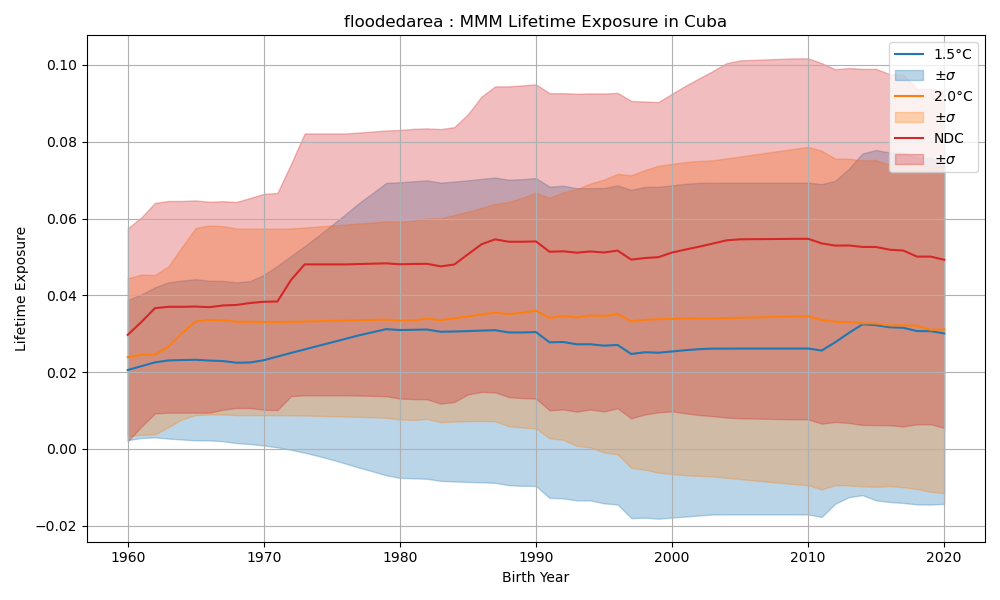 floodedarea : MMM Lifetime Exposure in Cuba
1.5°C
±σ
2.0°C
±σ
NDC
±σ
Lifetime Exposure
0.10
0.08
0.06
0.04
0.02
0.00
−0.02
1960
1970
1980
1990
2000
2010
2020
Birth Year